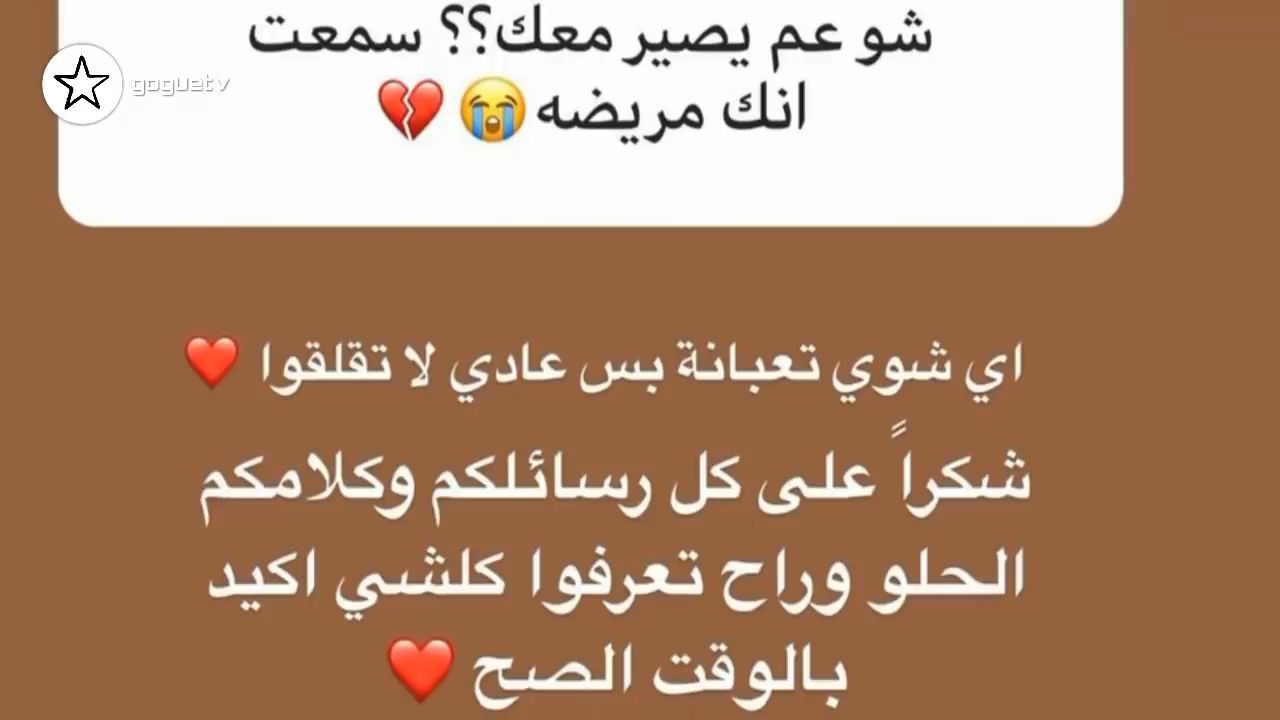 شو عم يصير معك؟؟ سمعت
انك مريضه😭💔
goguetv
اي شوي تعبانة بس عادي لا تقلقوا ❤️
شكراً على كل رسائلكم وكلامكم
الحلو وراح تعرفوا كلشي اكيد
بالوقت الصح ❤️